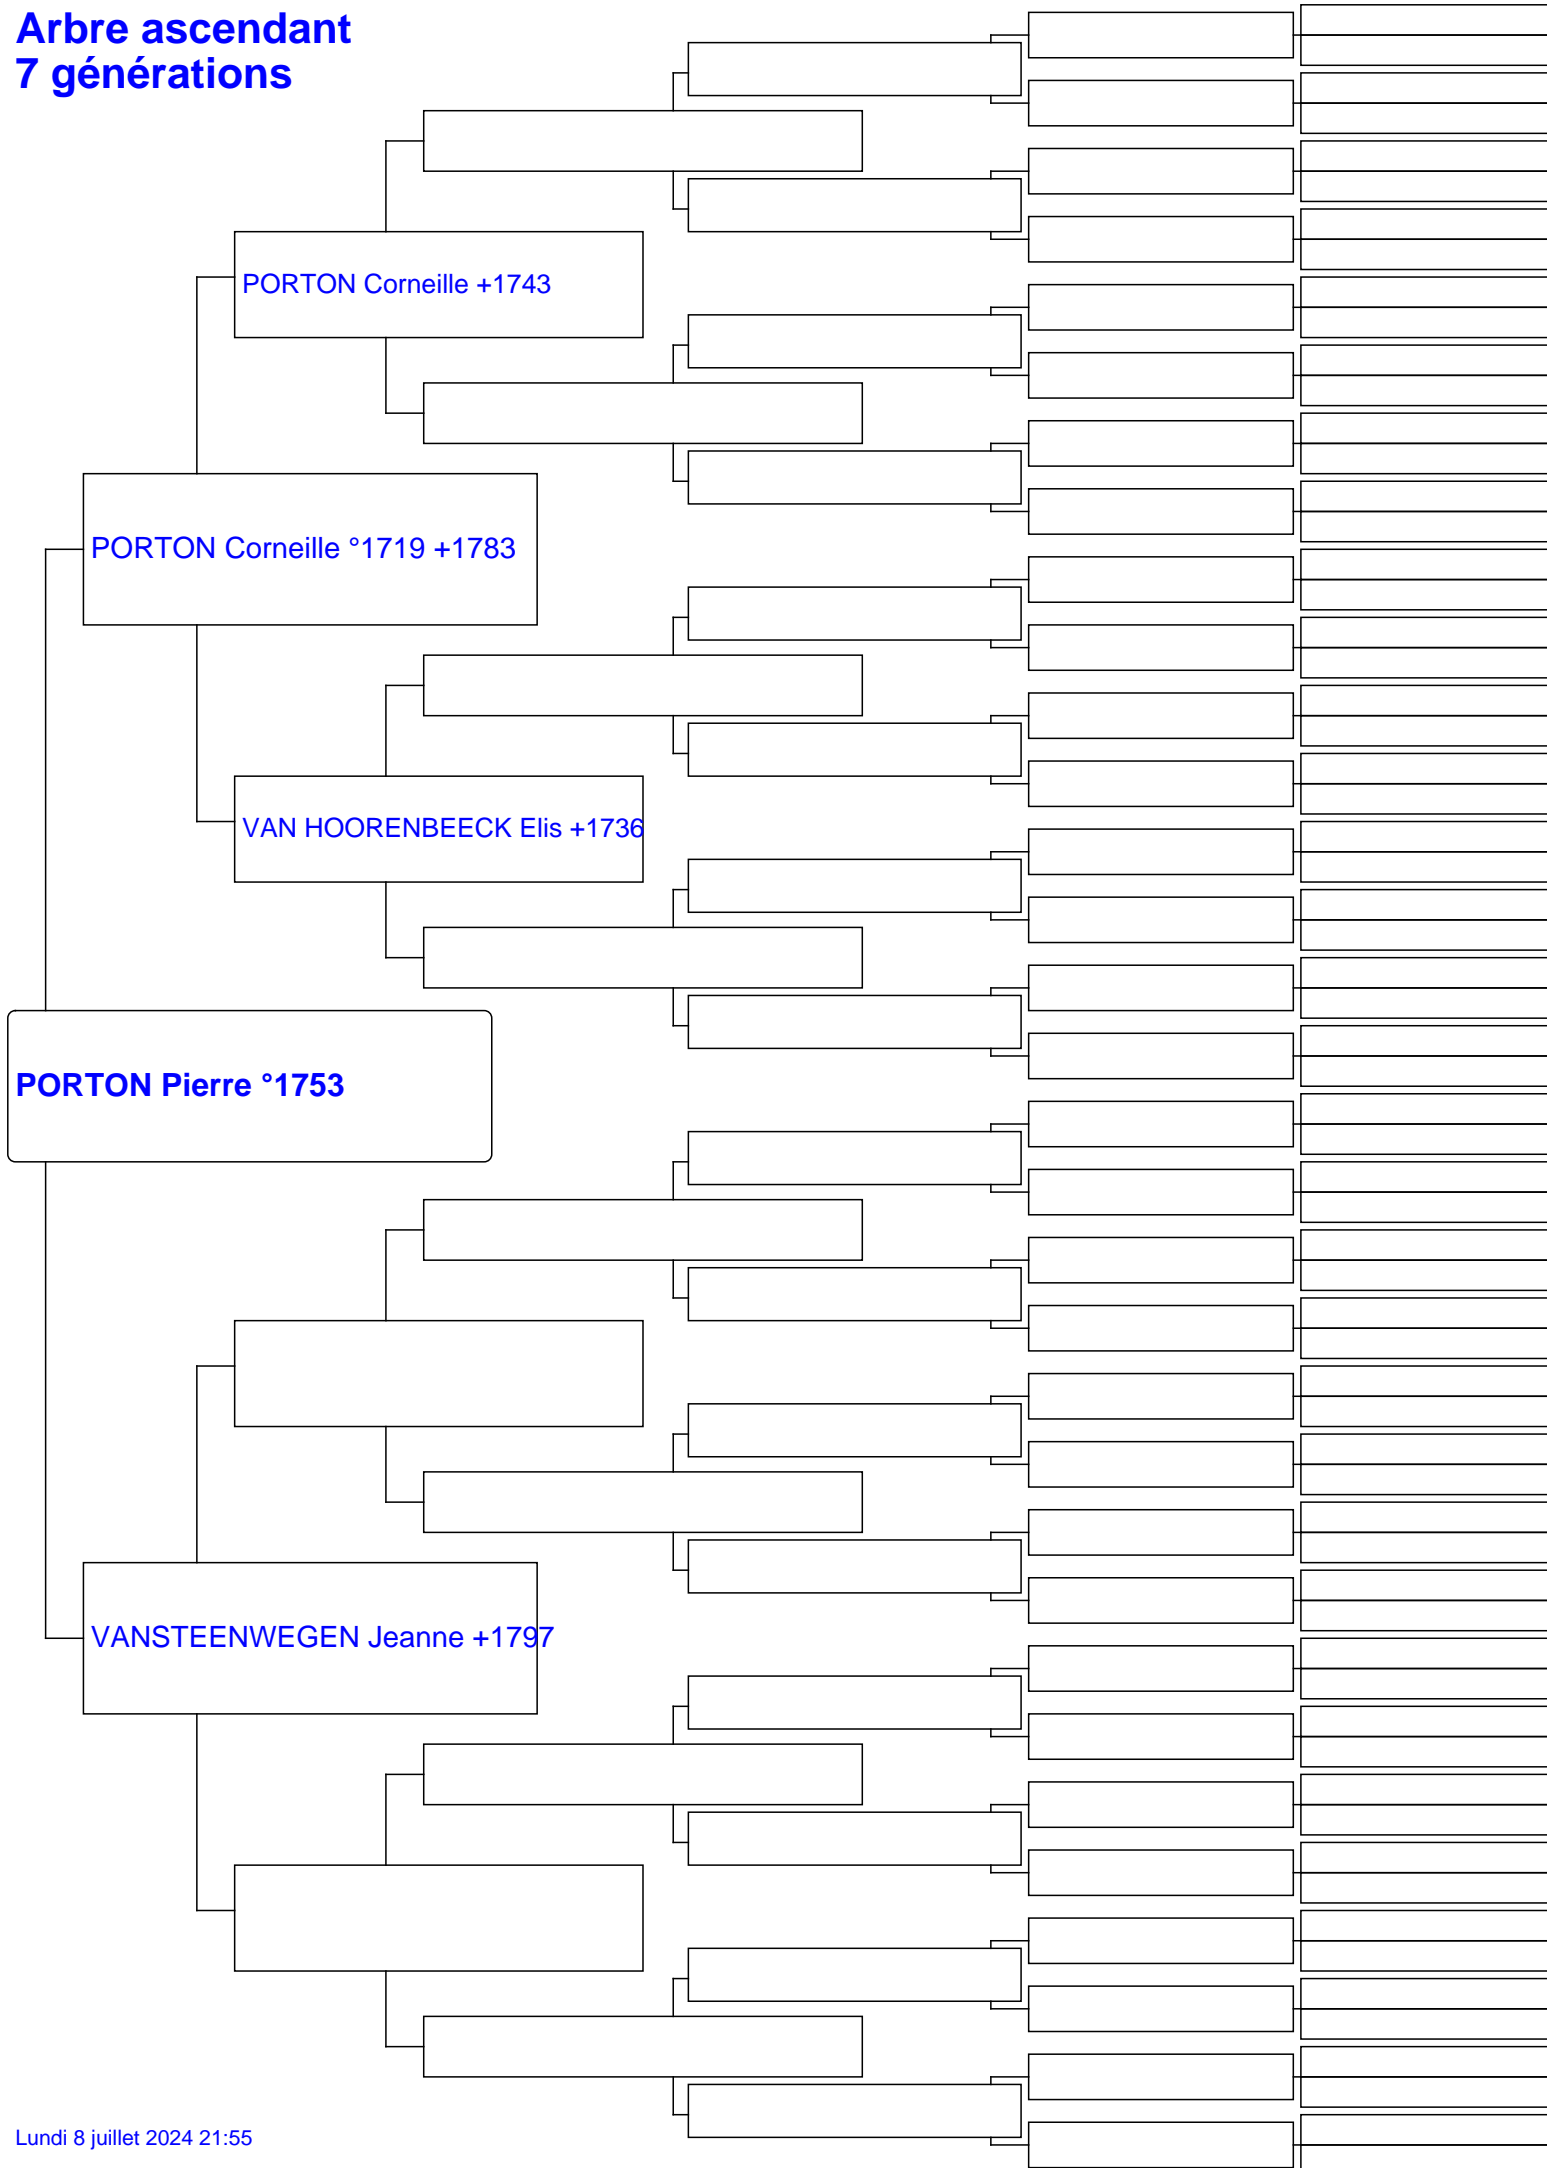 Arbre ascendant
7 générations
PORTON Corneille +1743
PORTON Corneille °1719 +1783
VAN HOORENBEECK Elis +1736
PORTON Pierre °1753
VANSTEENWEGEN Jeanne +1797
Lundi 8 juillet 2024 21:55